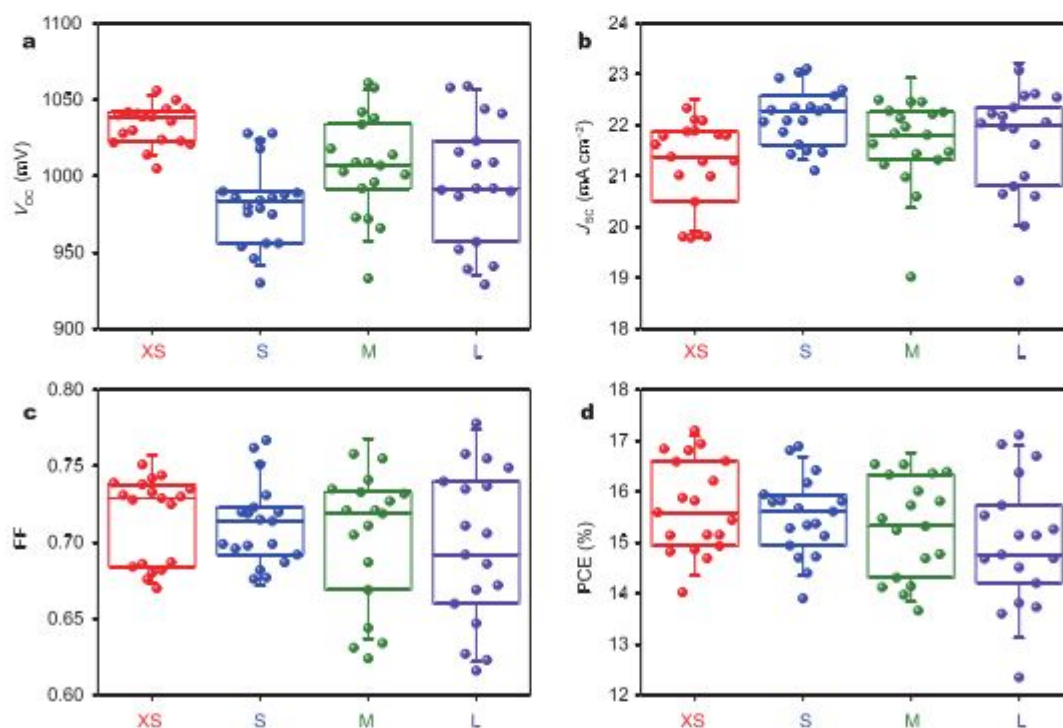 a
V_OC (mV)
1100
1050
1000
950
900
XS S M L
b
J_SC (mA cm⁻²)
24
23
22
21
20
19
18
XS S M L
c
FF
0.80
0.75
0.70
0.65
0.60
XS S M L
d
PCE (%)
18
17
16
15
14
13
12
XS S M L